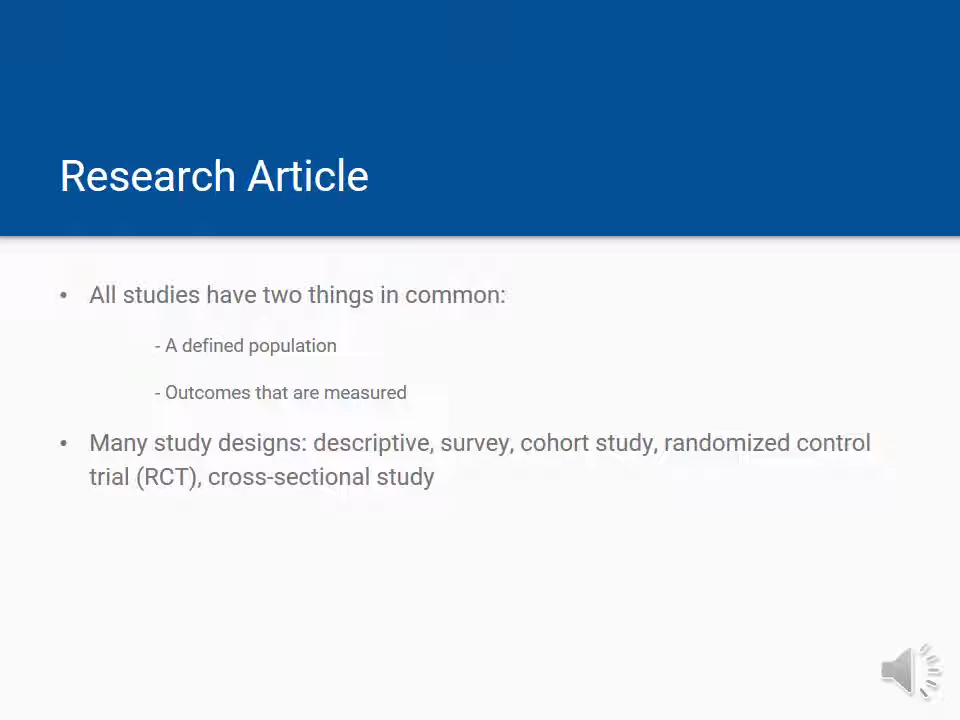 Research Article
• All studies have two things in common:
- A defined population
- Outcomes that are measured
• Many study designs: descriptive, survey, cohort study, randomized control
trial (RCT), cross-sectional study